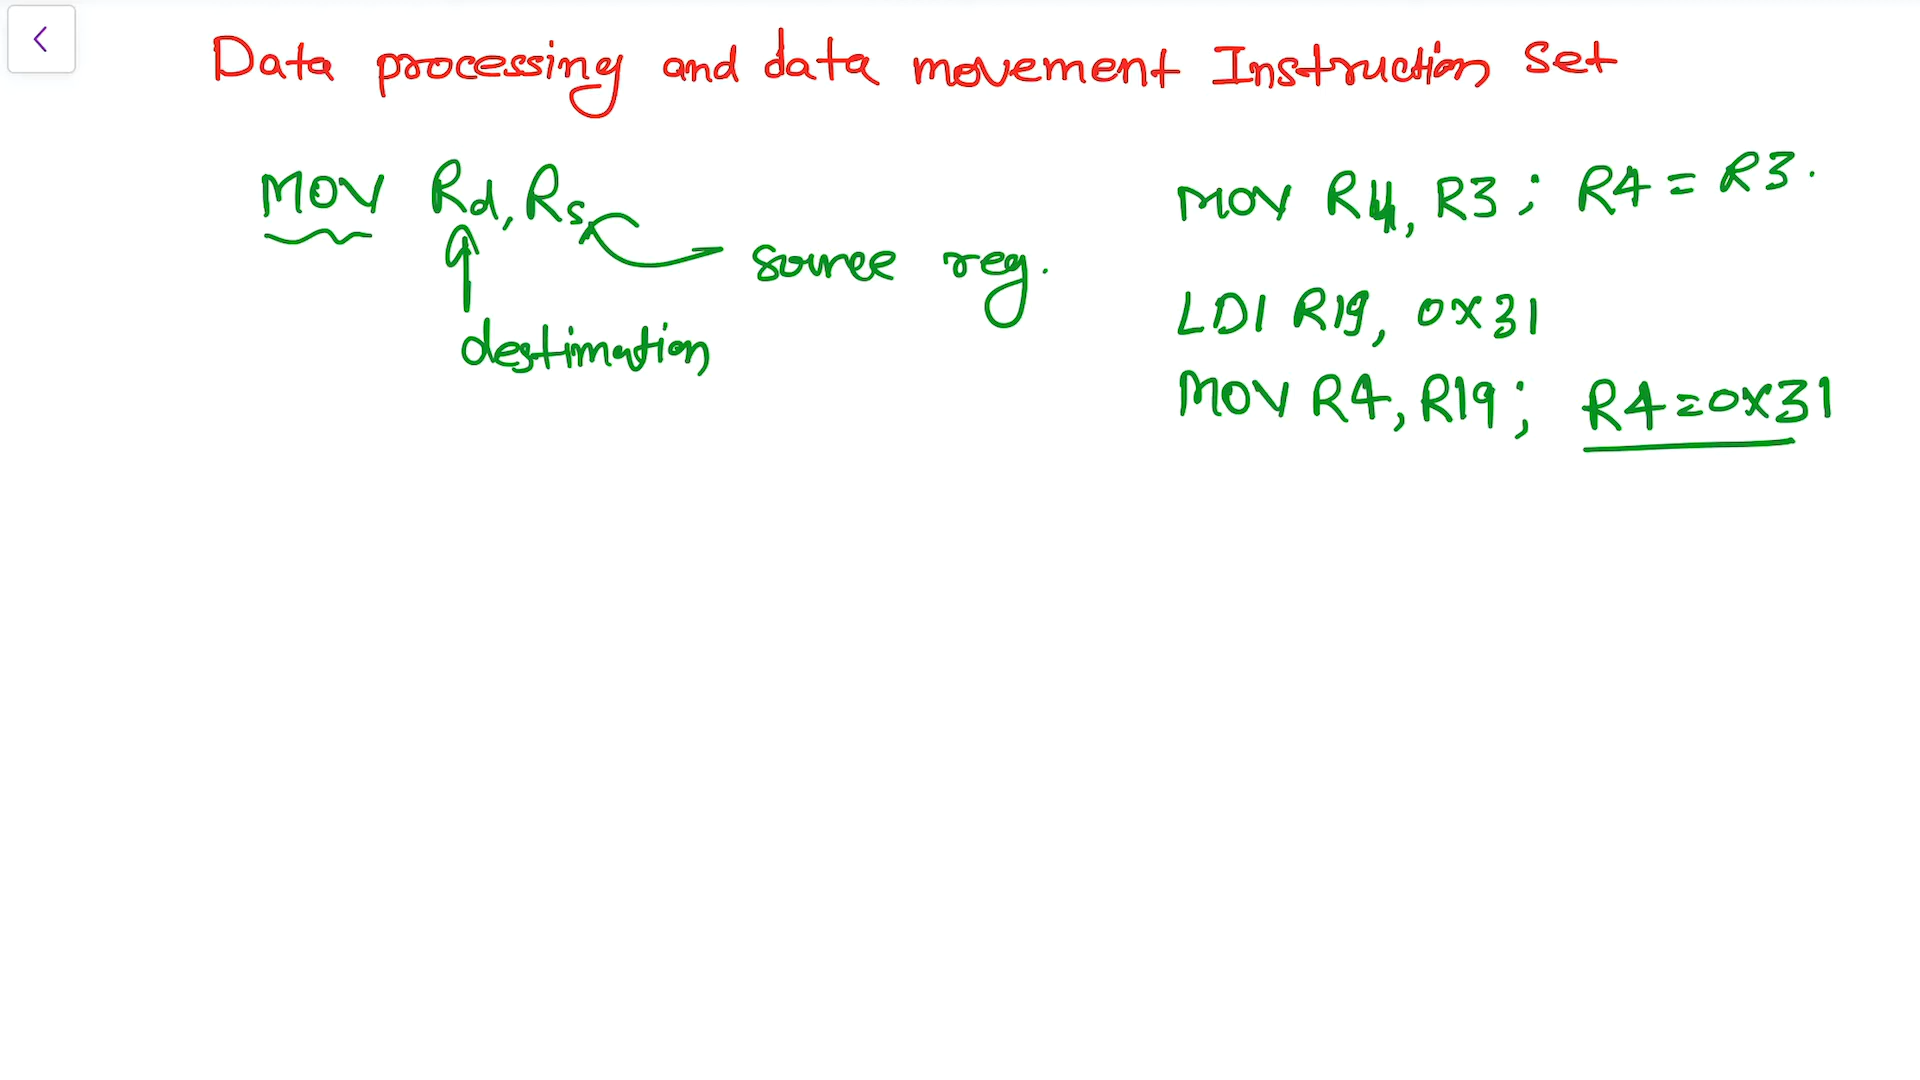 Data processing and data movement Instruction Set
MOV Rd, Rs
source reg.
destination
MOV R4, R3; R4 = R3.
LDI R19, 0x31
MOV R4, R19; R4=0x31